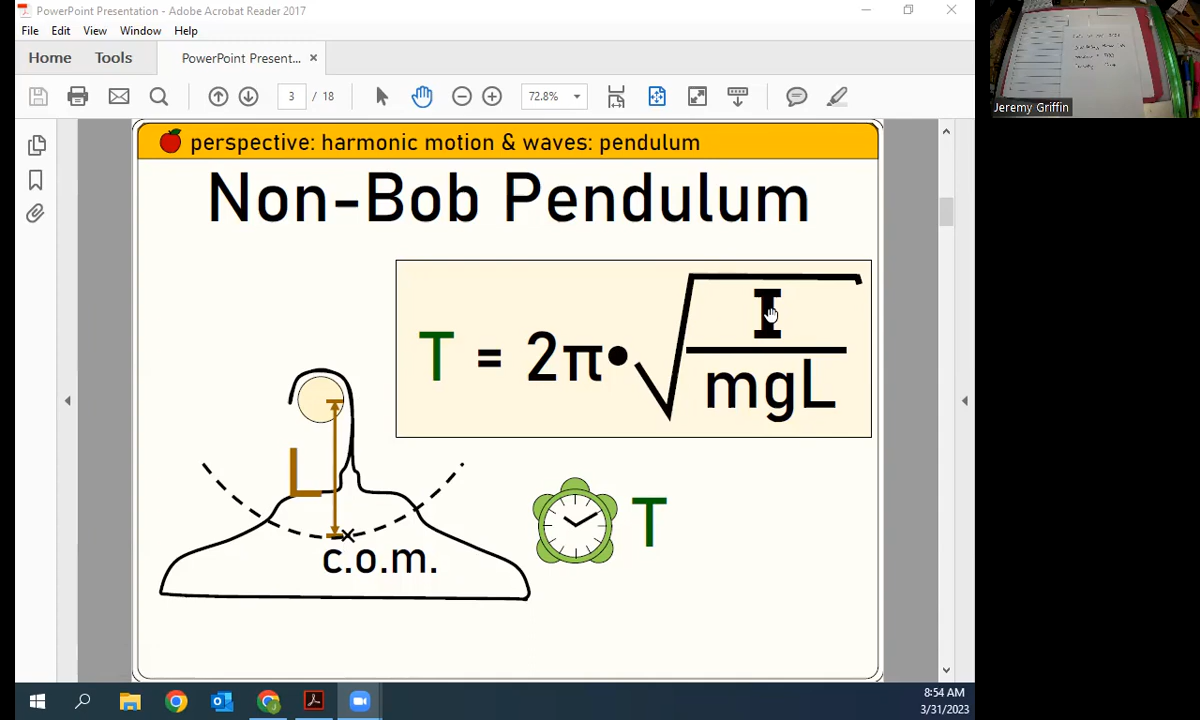 PowerPoint Presentation - Adobe Acrobat Reader 2017
File Edit View Window Help
Home Tools PowerPoint Present... ×
3 / 18 72.8%
Jeremy Griffin
perspective: harmonic motion & waves: pendulum
Non-Bob Pendulum
T = 2π•√I/mgL
L
T
c.o.m.
8:54 AM
3/31/2023